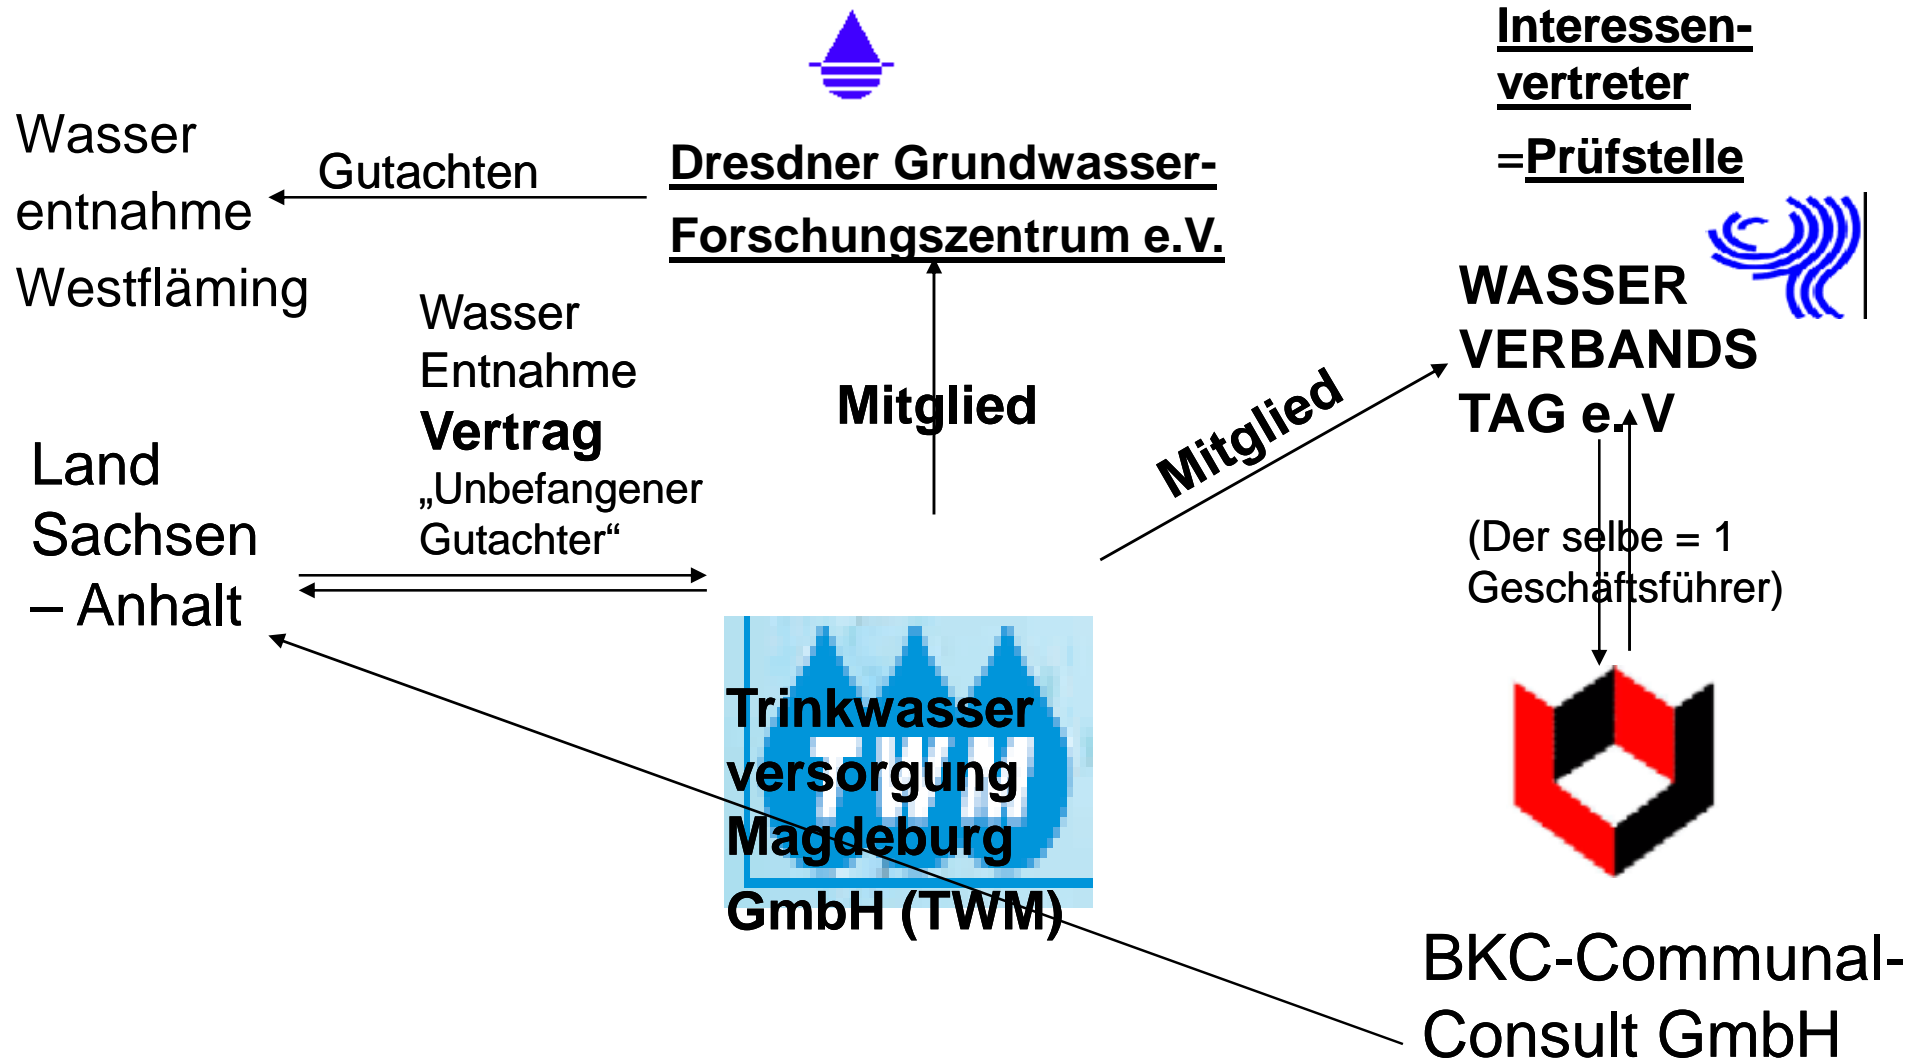 Interessen-
vertreter
=Prüfstelle
Wasser
entnahme
Westfläming
Gutachten
Dresdner Grundwasser-
Forschungszentrum e.V.
WASSER
VERBANDS
TAG e. V
Wasser
Entnahme
Vertrag
„Unbefangener
Gutachter“
Mitglied
Mitglied
Land
Sachsen
– Anhalt
(Der selbe = 1
Geschäftsführer)
TWM
Trinkwasser
versorgung
Magdeburg
GmbH (TWM)
BKC-Communal-
Consult GmbH